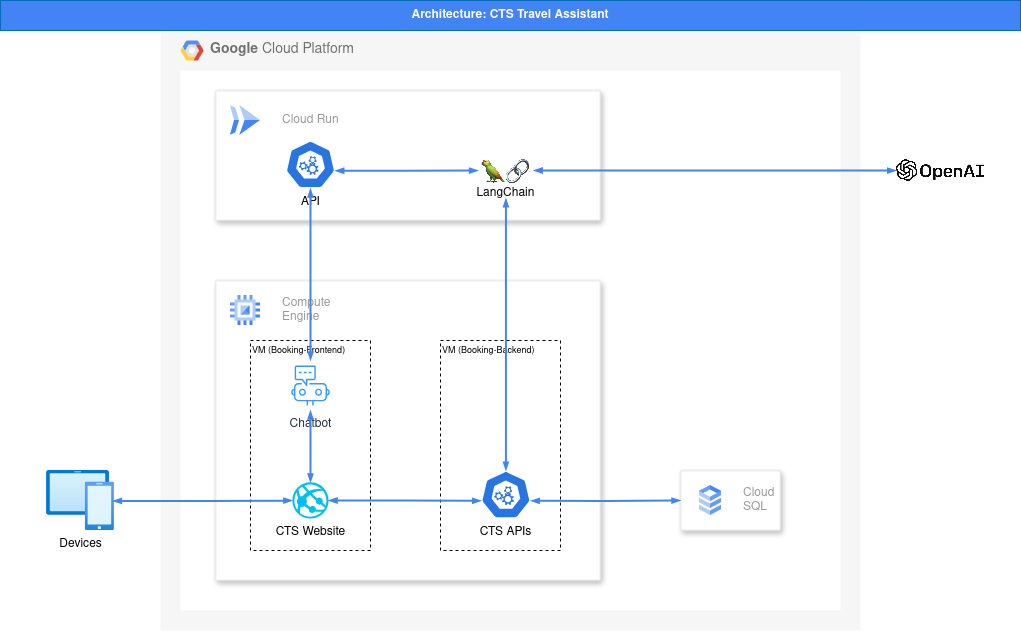 Architecture: CTS Travel Assistant
Google Cloud Platform
Cloud Run
API
LangChain
OpenAI
Compute
Engine
VM (Booking-Frontend)
VM (Booking-Backend)
Chatbot
CTS Website
CTS APIs
Cloud
SQL
Devices